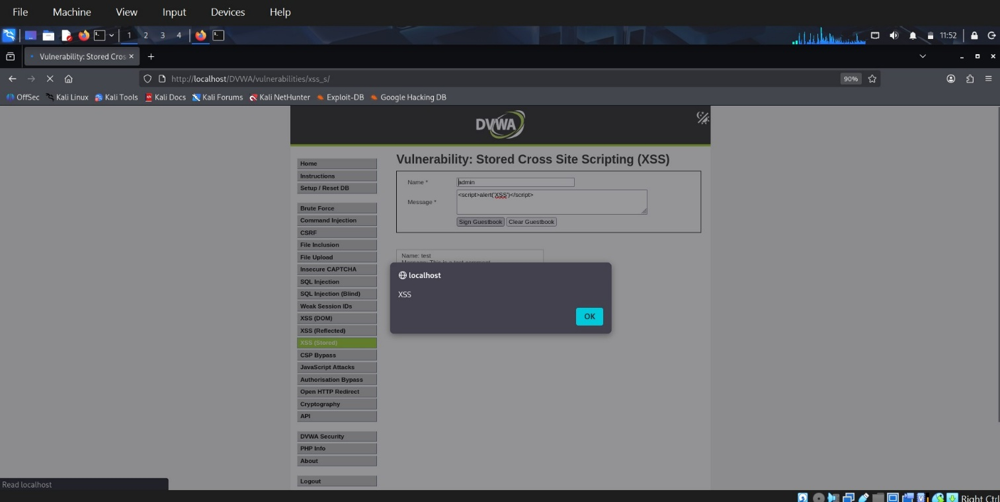 File Machine View Input Devices Help
1 2 3 4 11:52
Vulnerability: Stored Cros
http://localhost/DVWA/vulnerabilities/xss_s/ 90%
OffSec Kali Linux Kali Tools Kali Docs Kali Forums Kali NetHunter Exploit-DB Google Hacking DB
DVWA
Home
Instructions
Setup / Reset DB
Brute Force
Command Injection
CSRF
File Inclusion
File Upload
Insecure CAPTCHA
SQL Injection
SQL Injection (Blind)
Weak Session IDs
XSS (DOM)
XSS (Reflected)
XSS (Stored)
CSP Bypass
JavaScript Attacks
Authorisation Bypass
Open HTTP Redirect
Cryptography
API
DVWA Security
PHP Info
About
Logout
Vulnerability: Stored Cross Site Scripting (XSS)
Name * admin
Message * <script>alert('XSS')</script>
Sign Guestbook Clear Guestbook
Name: test
Message: This is a test comment.
localhost
XSS
OK
Read localhost
Right Ctrl